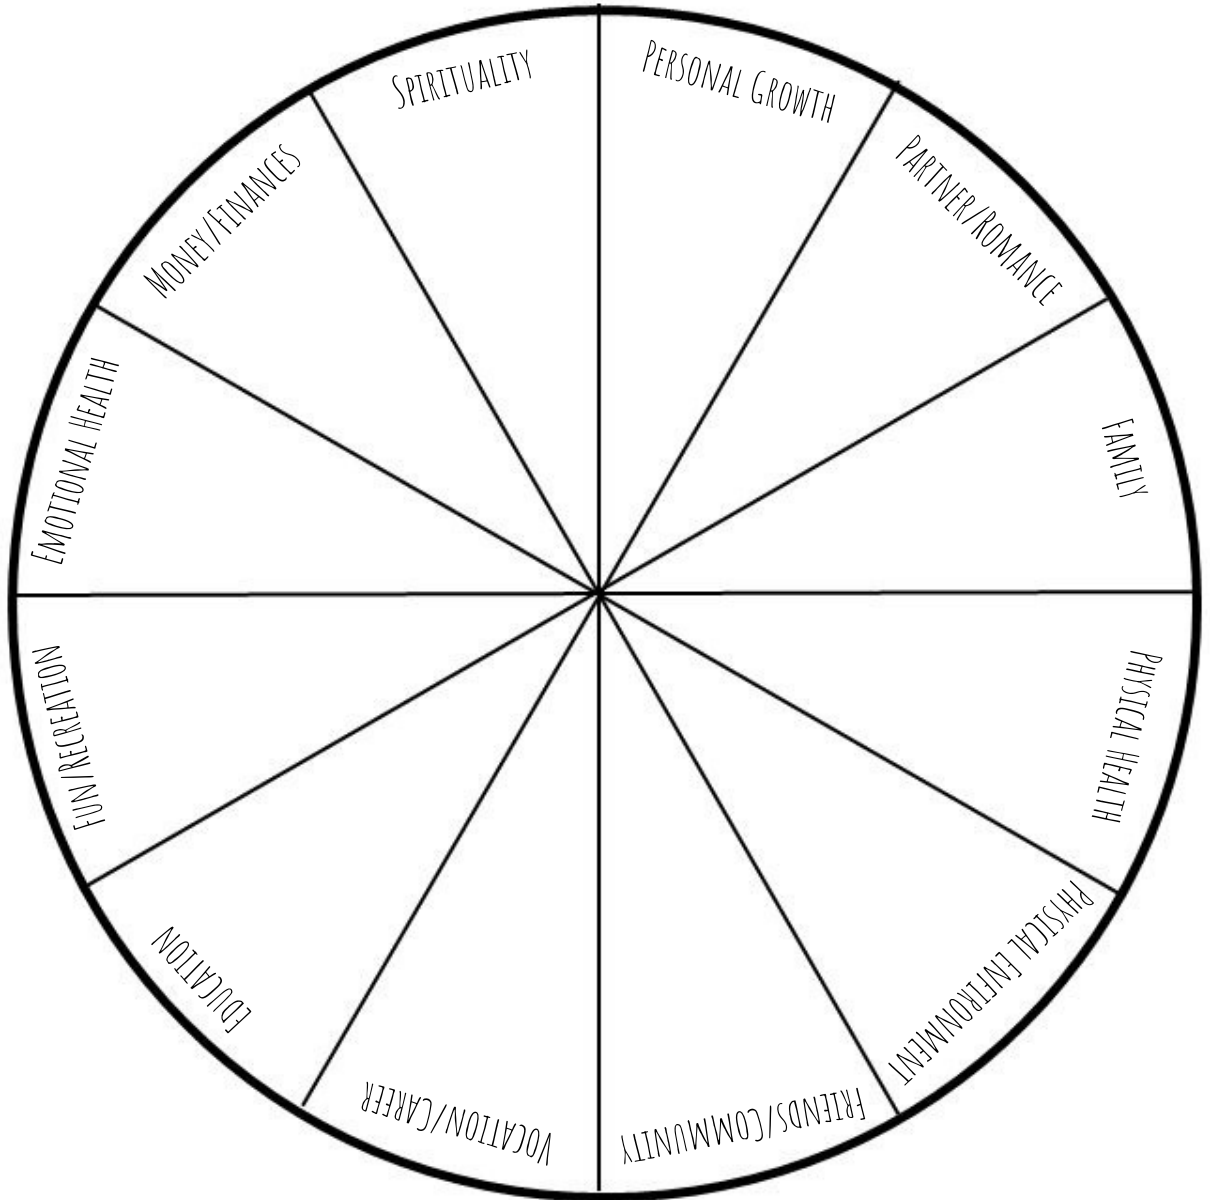 Personal Growth
Partner/Romance
Family
Physical Health
Physical Enfironment
Friends/Community
Vocation/Career
Education
Fun/Recreation
Emotional Health
Money/Finances
Spirituality